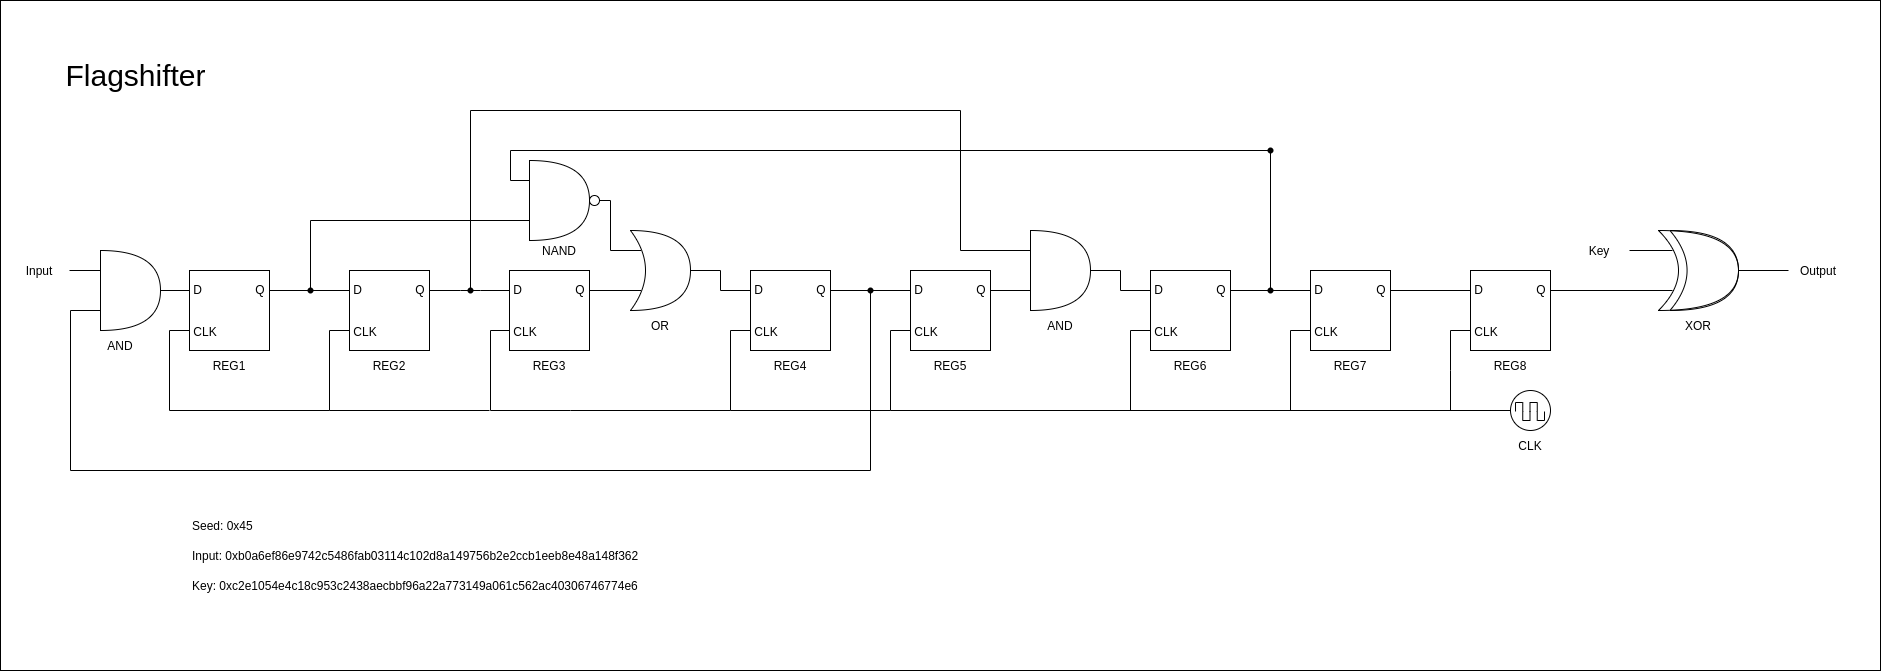 Flagshifter
NAND
Input
D
Q
CLK
AND
REG1
D
Q
CLK
REG2
D
Q
CLK
REG3
OR
D
Q
CLK
REG4
D
Q
CLK
REG5
AND
D
Q
CLK
REG6
D
Q
CLK
REG7
D
Q
CLK
REG8
Key
Output
XOR
CLK
Seed: 0x45
Input: 0xb0a6ef86e9742c5486fab03114c102d8a149756b2e2ccb1eeb8e48a148f362
Key: 0xc2e1054e4c18c953c2438aecbbf96a22a773149a061c562ac40306746774e6